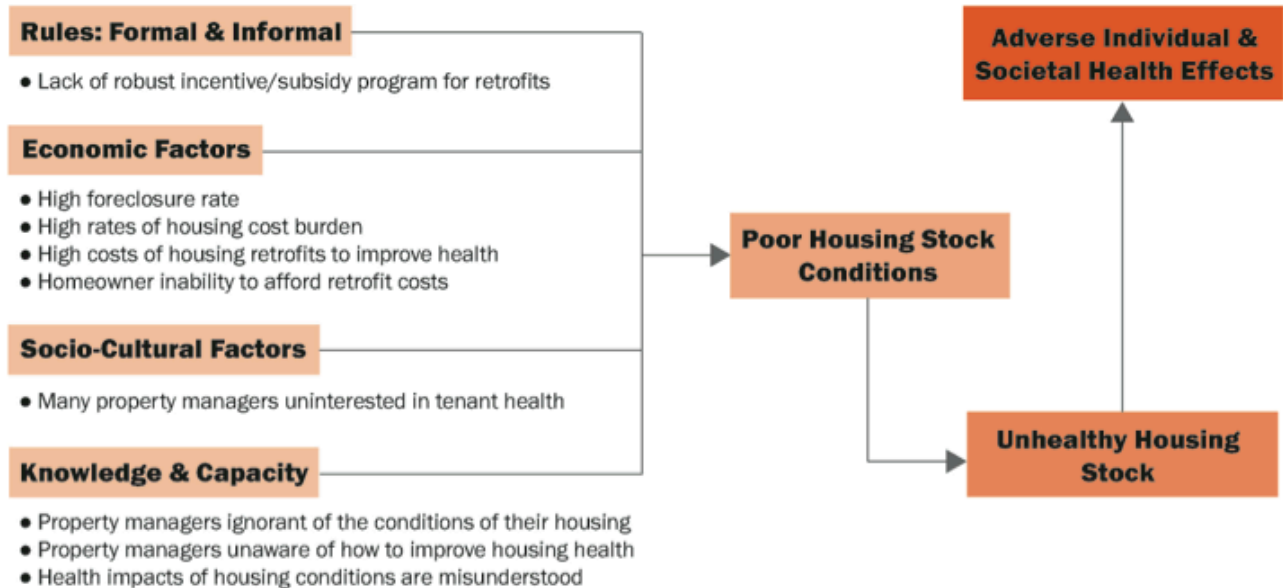 Rules: Formal & Informal
● Lack of robust incentive/subsidy program for retrofits
Economic Factors
● High foreclosure rate
● High rates of housing cost burden
● High costs of housing retrofits to improve health
● Homeowner inability to afford retrofit costs
Socio-Cultural Factors
● Many property managers uninterested in tenant health
Knowledge & Capacity
● Property managers ignorant of the conditions of their housing
● Property managers unaware of how to improve housing health
● Health impacts of housing conditions are misunderstood
Poor Housing Stock
Conditions
Unhealthy Housing
Stock
Adverse Individual &
Societal Health Effects